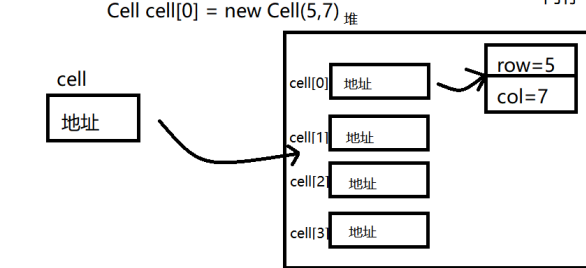 Cell cell[0] = new Cell(5,7)
堆
cell
地址
cell[0]
地址
row=5
col=7
cell[1]
地址
cell[2]
地址
cell[3]
地址